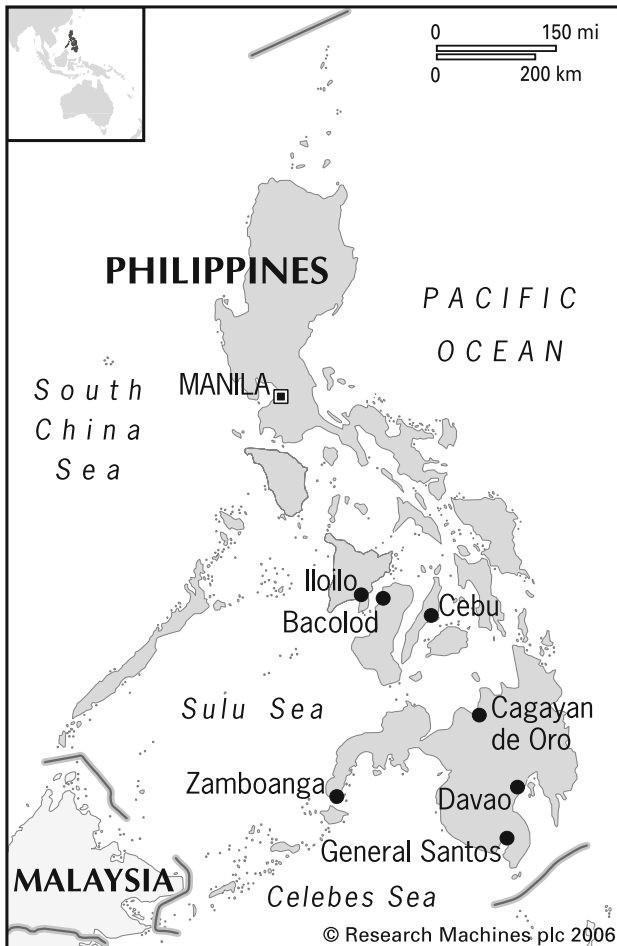 0 150 mi
0 200 km
PHILIPPINES
PACIFIC
OCEAN
MANILA
South
China
Sea
Iloilo
Bacolod
Cebu
Sulu Sea
Cagayan
de Oro
Zamboanga
Davao
General Santos
MALAYSIA
Celebes Sea
© Research Machines plc 2006